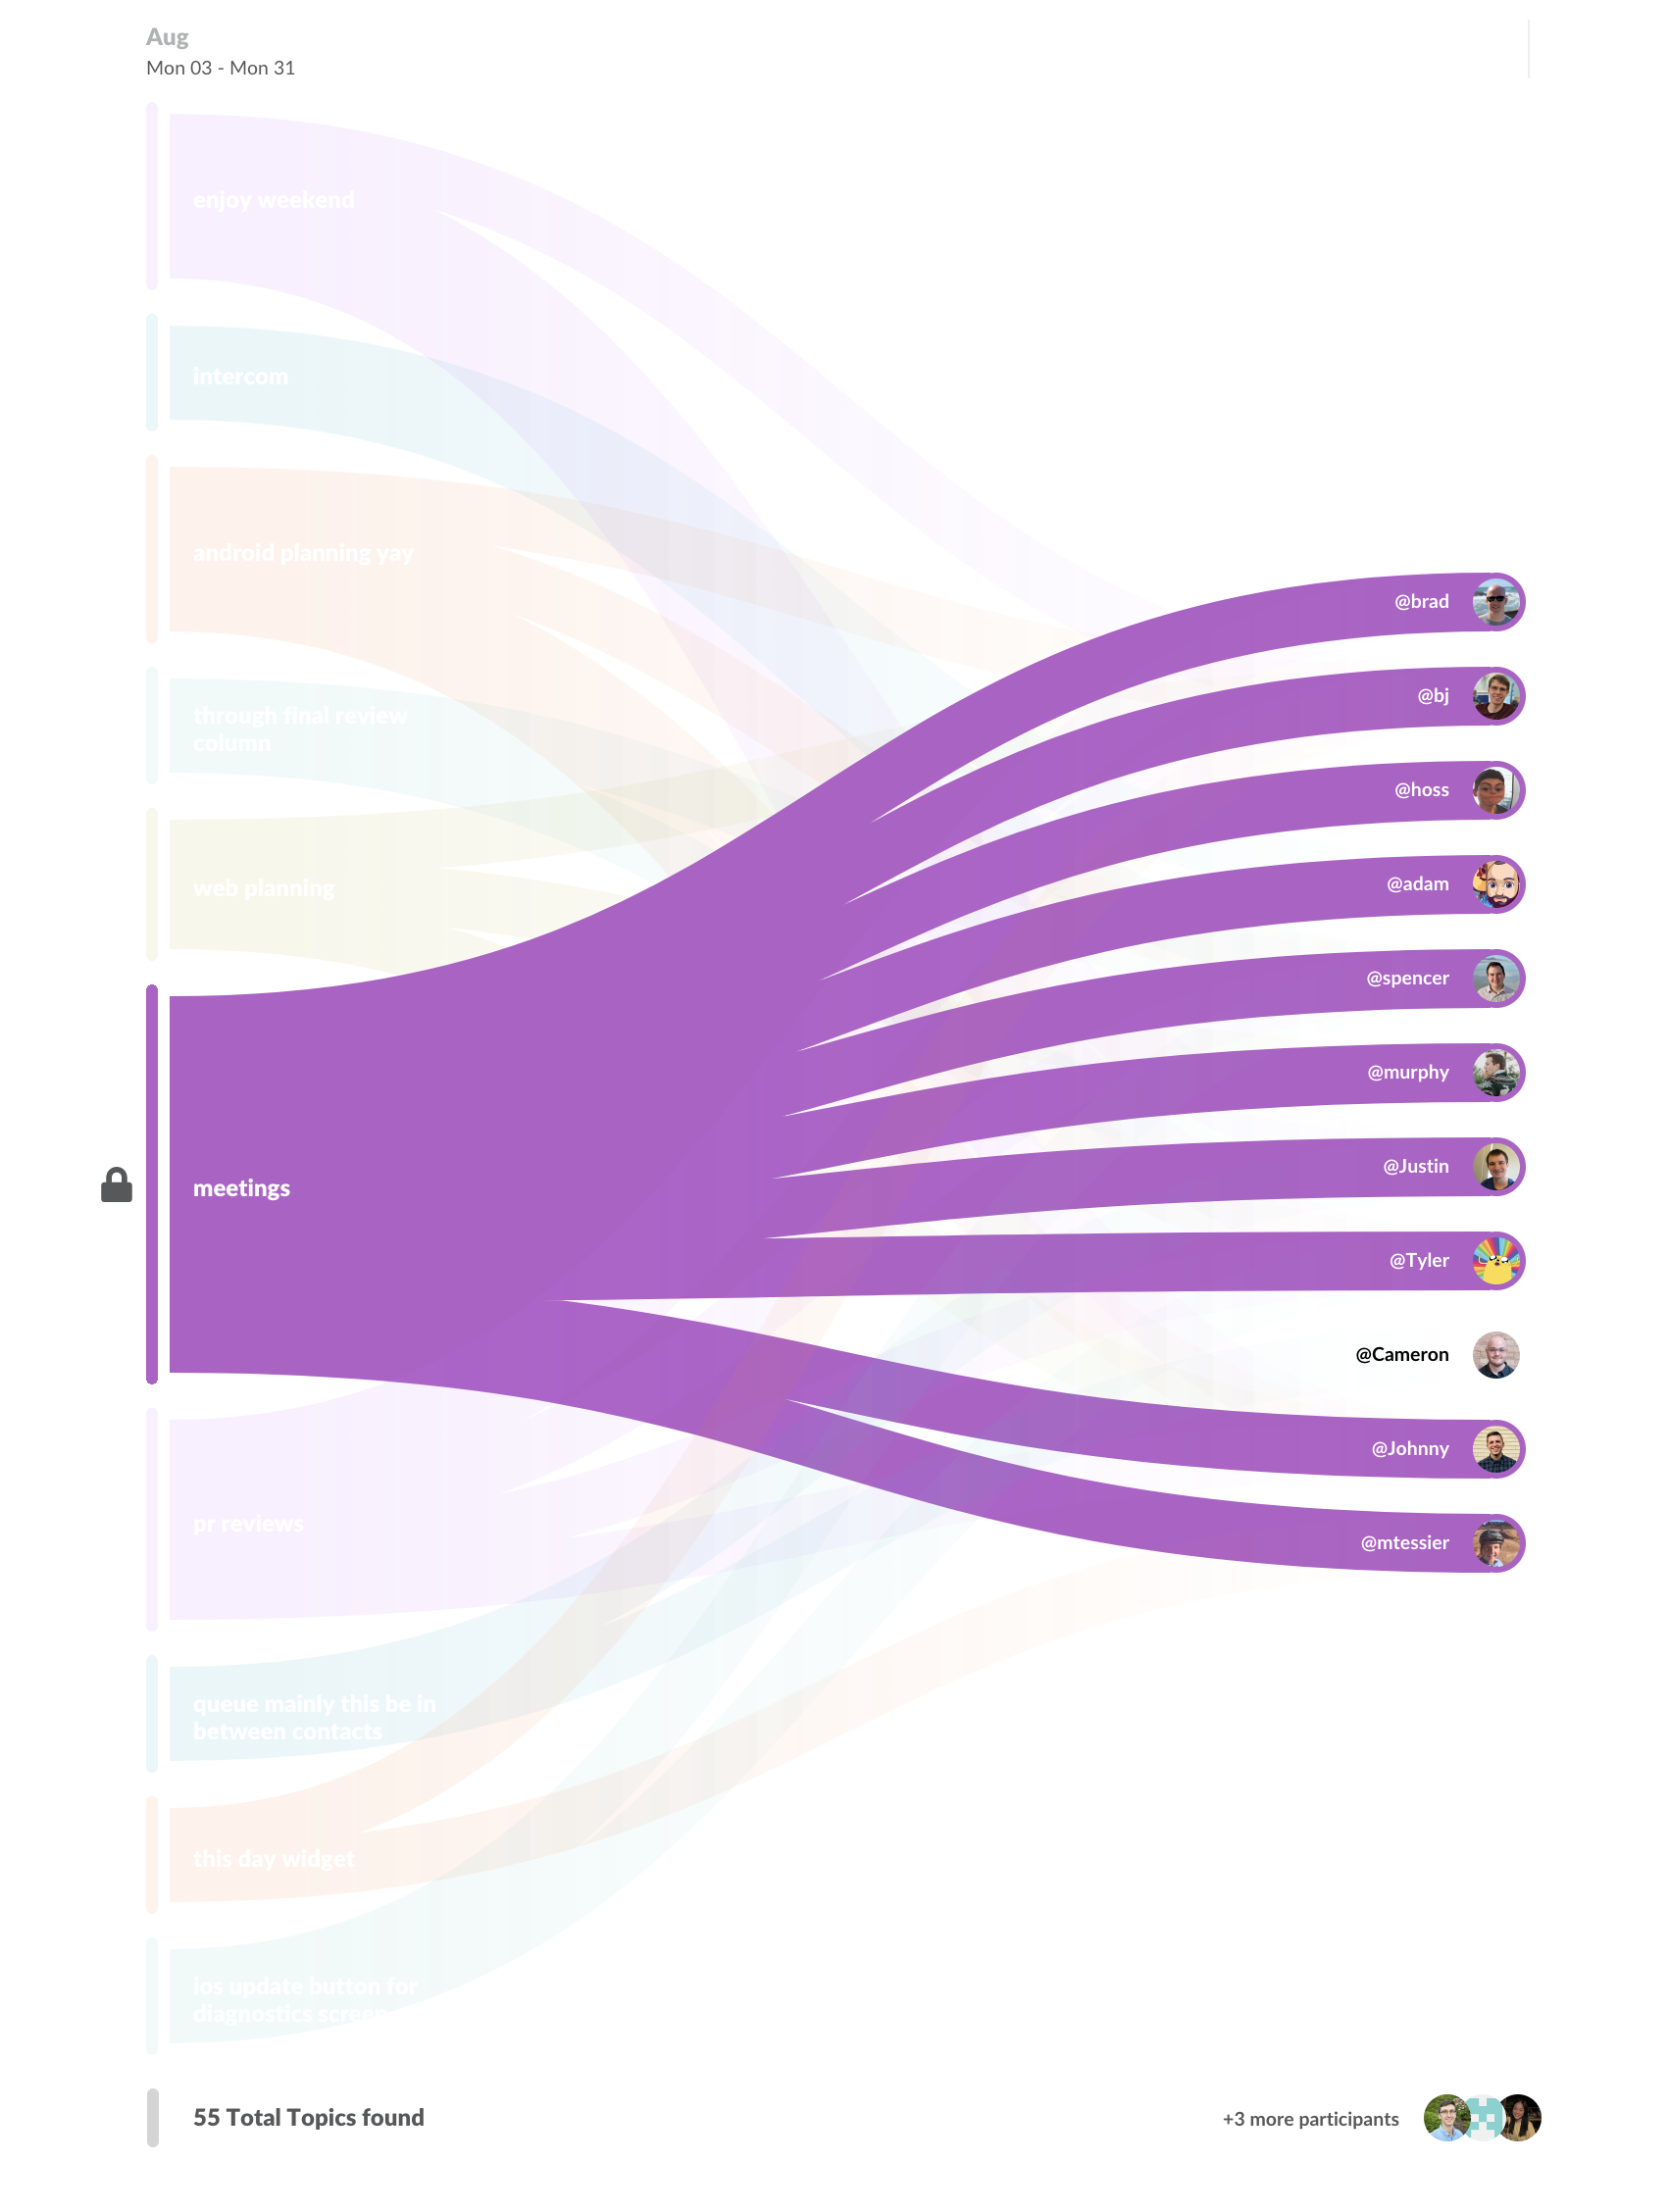 Aug
Mon 03 - Mon 31
enjoy weekend
intercom
android planning yay
through final review
column
web planning
meetings
pr reviews
queue mainly this be in
between contacts
this day widget
ios update button for
diagnostics screen
@brad
@bj
@hoss
@adam
@spencer
@murphy
@Justin
@Tyler
@Cameron
@Johnny
@mtessier
55 Total Topics found
+3 more participants